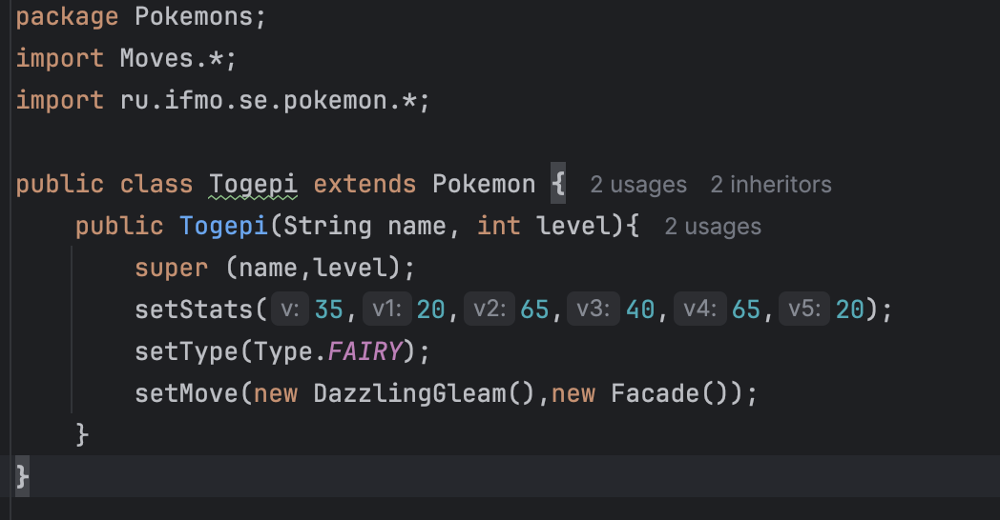 package Pokemons;
import Moves.*;
import ru.ifmo.se.pokemon.*;
public class Togepi extends Pokemon { 2 usages 2 inheritors
public Togepi(String name, int level){ 2 usages
super (name,level);
setStats( v: 35, v1: 20, v2: 65, v3: 40, v4: 65, v5: 20);
setType(Type.FAIRY);
setMove(new DazzlingGleam(),new Facade());
}
}